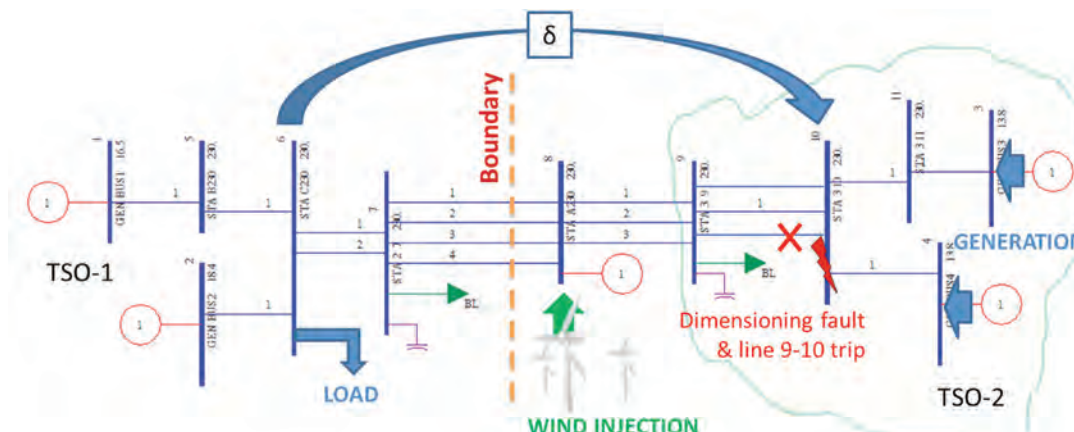 δ
Boundary
1
GEN BUS1 16.5
1
TSO-1
5
STA B230 230.
1
6
STA C230 230.
1
2
GEN BUS2 18.4
1
1
LOAD
1
2
7
STA 2 7 230.
BL
1
2
3
4
8
STA A230 230.
1
WIND INJECTION
1
2
3
9
STA 3 9 230.
BL
1
10
STA 3 10 230.
Dimensioning fault
& line 9-10 trip
1
11
STA 3 11 230.
3
13.8
1
GENERATION
1
4
13.8
1
TSO-2